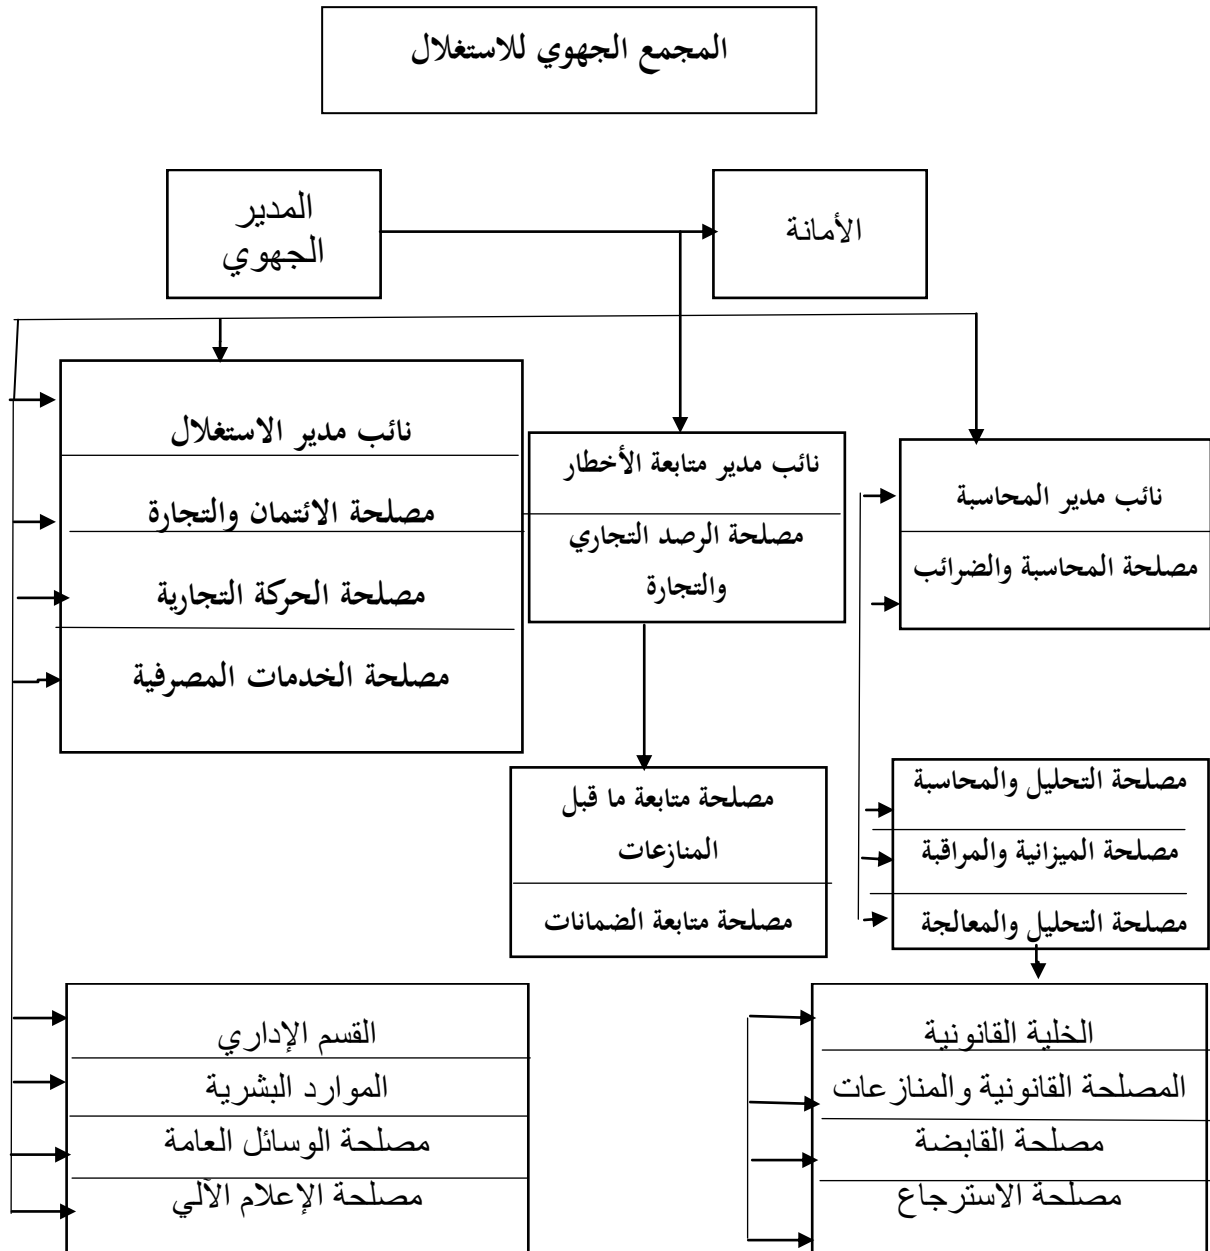 المجمع الجهوي للاستغلال
الأمانة
المدير
الجهوي
نائب مدير المحاسبة
مصلحة المحاسبة والضرائب
نائب مدير متابعة الأخطار
مصلحة الرصد التجاري
والتجارة
نائب مدير الاستغلال
مصلحة الائتمان والتجارة
مصلحة الحركة التجارية
مصلحة الخدمات المصرفية
مصلحة التحليل والمحاسبة
مصلحة الميزانية والمراقبة
مصلحة التحليل والمعالجة
مصلحة متابعة ما قبل
المنازعات
مصلحة متابعة الضمانات
الخلية القانونية
المصلحة القانونية والمنازعات
مصلحة القابضة
مصلحة الاسترجاع
القسم الإداري
الموارد البشرية
مصلحة الوسائل العامة
مصلحة الإعلام الآلي